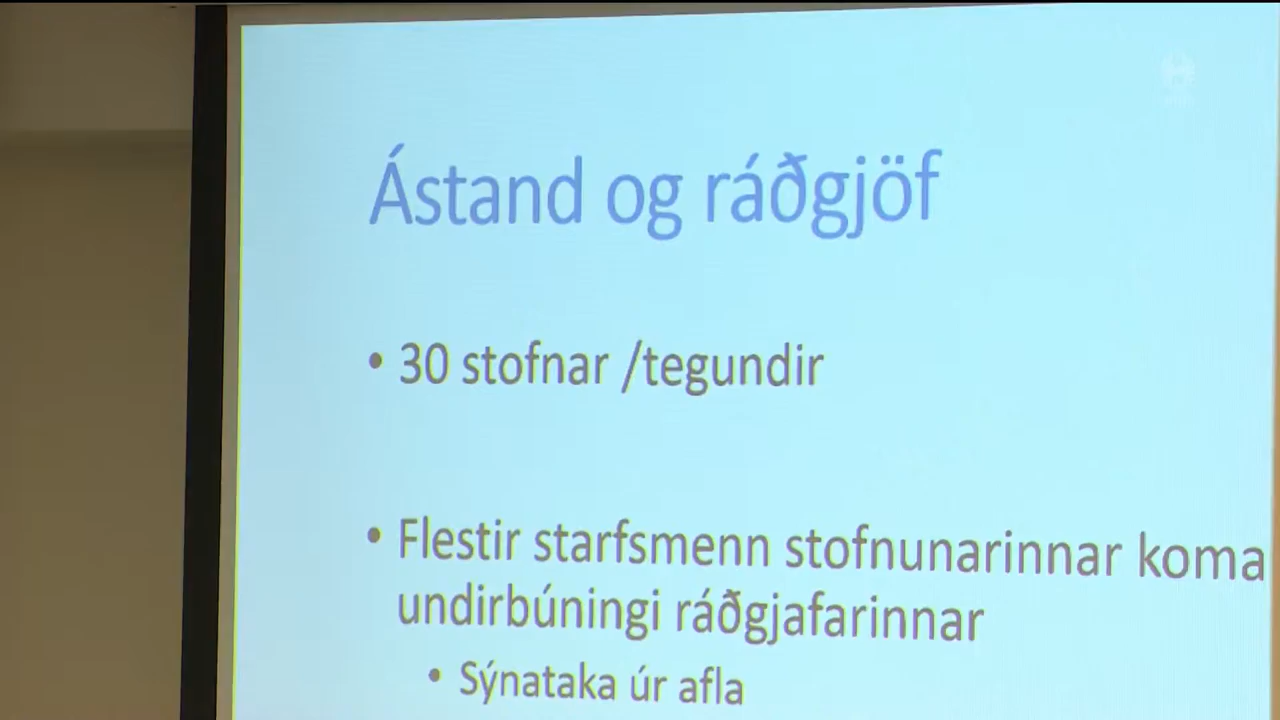 Ástand og ráðgjöf
• 30 stofnar /tegundir
• Flestir starfsmenn stofnunarinnar koma
undirbúningi ráðgjafarinnar
• Sýnataka úr afla